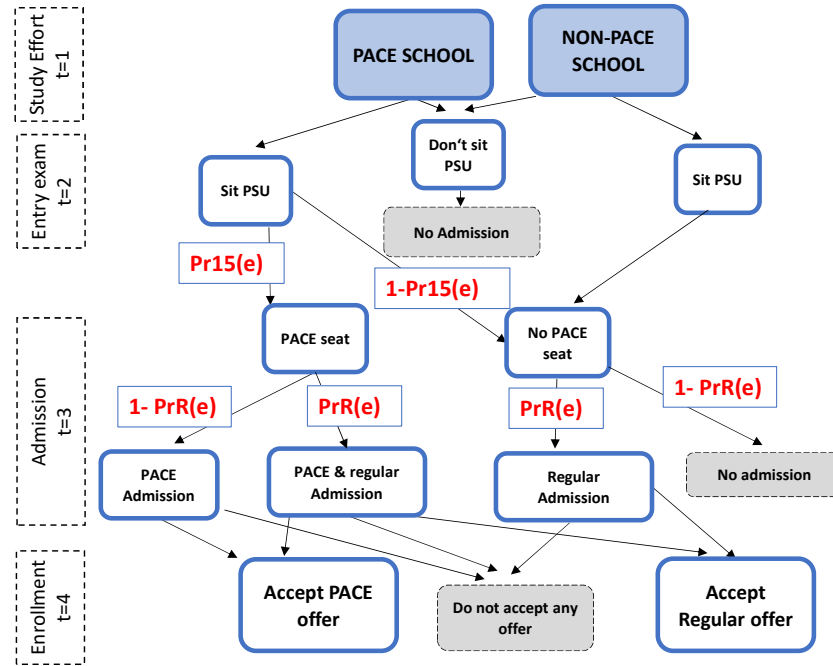 Study Effort
t=1
PACE SCHOOL
NON-PACE
SCHOOL
Entry exam
t=2
Sit PSU
Don‘t sit
PSU
Sit PSU
No Admission
Pr15(e)
1-Pr15(e)
Admission
t=3
PACE seat
No PACE
seat
1- PrR(e)
PrR(e)
PrR(e)
1- PrR(e)
PACE
Admission
PACE & regular
Admission
Regular
Admission
No admission
Enrollment
t=4
Accept PACE
offer
Do not accept any
offer
Accept
Regular offer